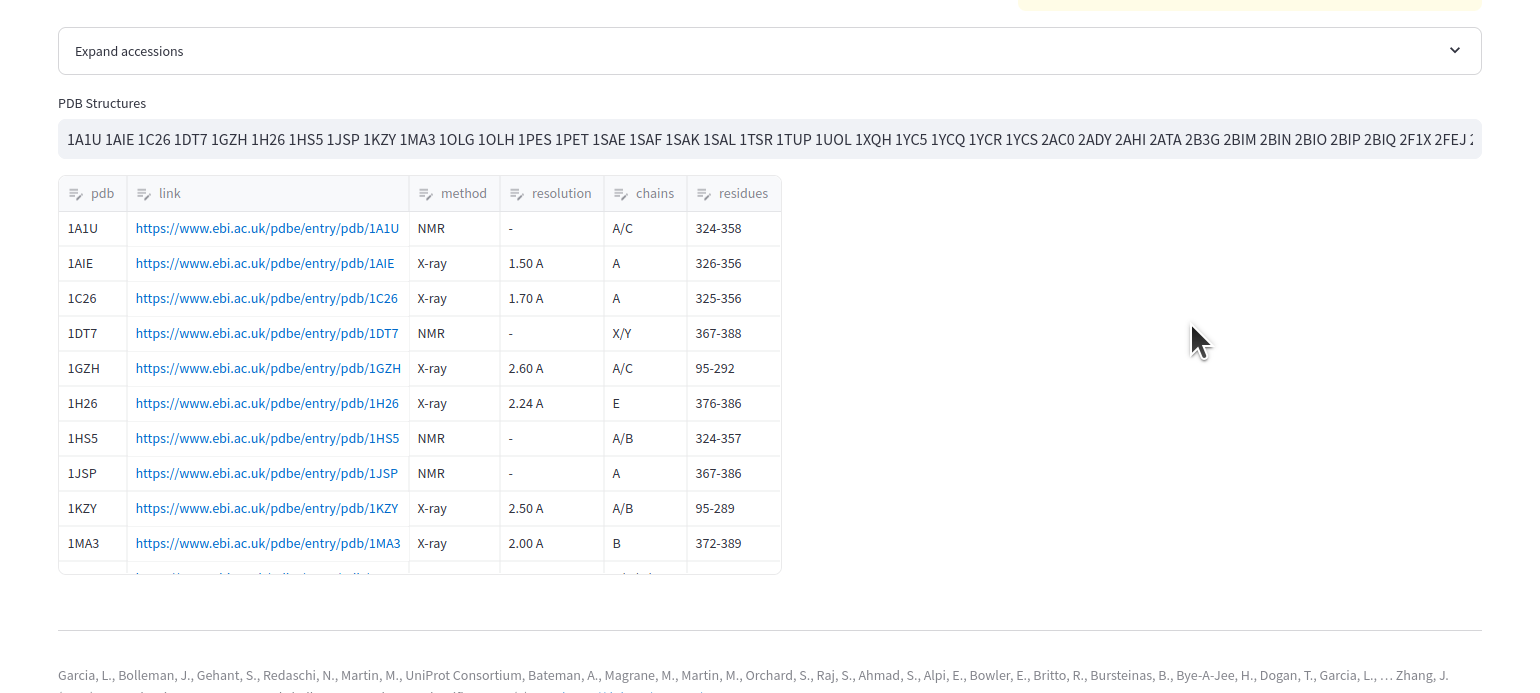 Expand accessions
PDB Structures
1A1U 1AIE 1C26 1DT7 1GZH 1H26 1HS5 1JSP 1KZY 1MA3 1OLG 1OLH 1PES 1PET 1SAE 1SAF 1SAK 1SAL 1TSR 1TUP 1UOL 1XQH 1YC5 1YCQ 1YCR 1YCS 2AC0 2ADY 2AHI 2ATA 2B3G 2BIM 2BIN 2BIO 2BIP 2BIQ 2F1X 2FEJ
pdb link method resolution chains residues
1A1U https://www.ebi.ac.uk/pdbe/entry/pdb/1A1U NMR - A/C 324-358
1AIE https://www.ebi.ac.uk/pdbe/entry/pdb/1AIE X-ray 1.50 A A 326-356
1C26 https://www.ebi.ac.uk/pdbe/entry/pdb/1C26 X-ray 1.70 A A 325-356
1DT7 https://www.ebi.ac.uk/pdbe/entry/pdb/1DT7 NMR - X/Y 367-388
1GZH https://www.ebi.ac.uk/pdbe/entry/pdb/1GZH X-ray 2.60 A A/C 95-292
1H26 https://www.ebi.ac.uk/pdbe/entry/pdb/1H26 X-ray 2.24 A E 376-386
1HS5 https://www.ebi.ac.uk/pdbe/entry/pdb/1HS5 NMR - A/B 324-357
1JSP https://www.ebi.ac.uk/pdbe/entry/pdb/1JSP NMR - A 367-386
1KZY https://www.ebi.ac.uk/pdbe/entry/pdb/1KZY X-ray 2.50 A A/B 95-289
1MA3 https://www.ebi.ac.uk/pdbe/entry/pdb/1MA3 X-ray 2.00 A B 372-389
Garcia, L., Bolleman, J., Gehant, S., Redaschi, N., Martin, M., UniProt Consortium, Bateman, A., Magrane, M., Martin, M., Orchard, S., Raj, S., Ahmad, S., Alpi, E., Bowler, E., Britto, R., Bursteinas, B., Bye-A-Jee, H., Dogan, T., Garcia, L., … Zhang, J.